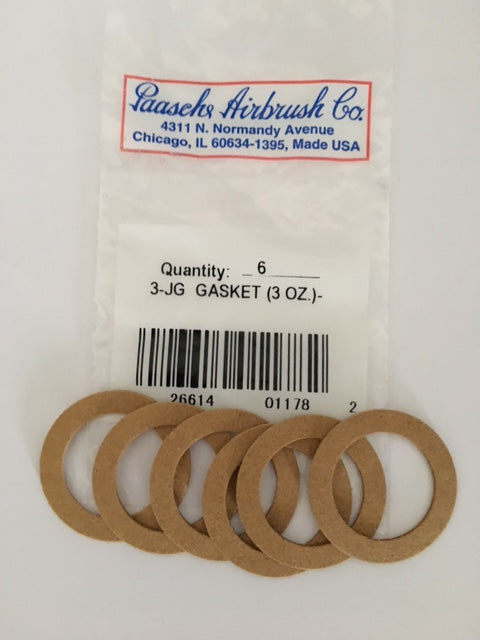 Paasche Airbrush Co.
4311 N. Normandy Avenue
Chicago, IL 60634-1395, Made USA
Quantity: 6
3-JG GASKET (3 OZ.)-
26614 01178 2